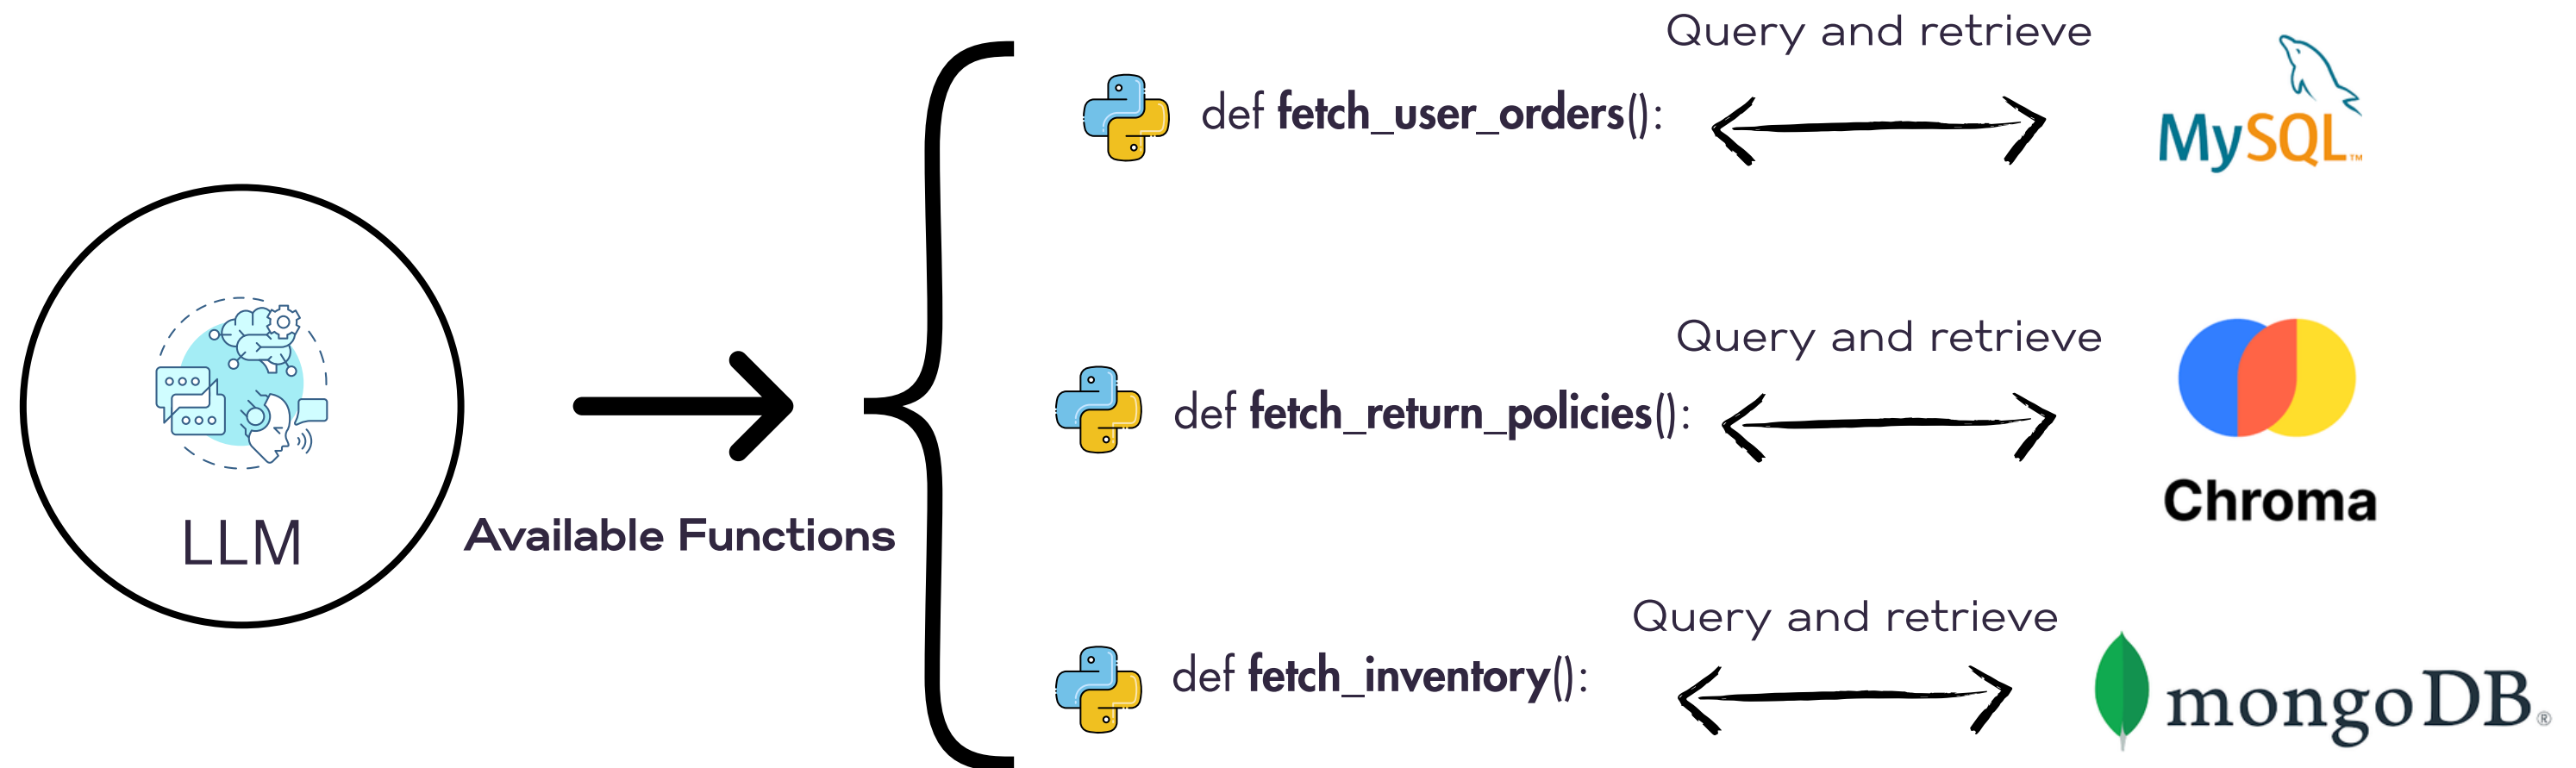 Query and retrieve
def fetch_user_orders():
MySQL™
Query and retrieve
def fetch_return_policies():
Chroma
LLM
Available Functions
Query and retrieve
def fetch_inventory():
mongoDB®